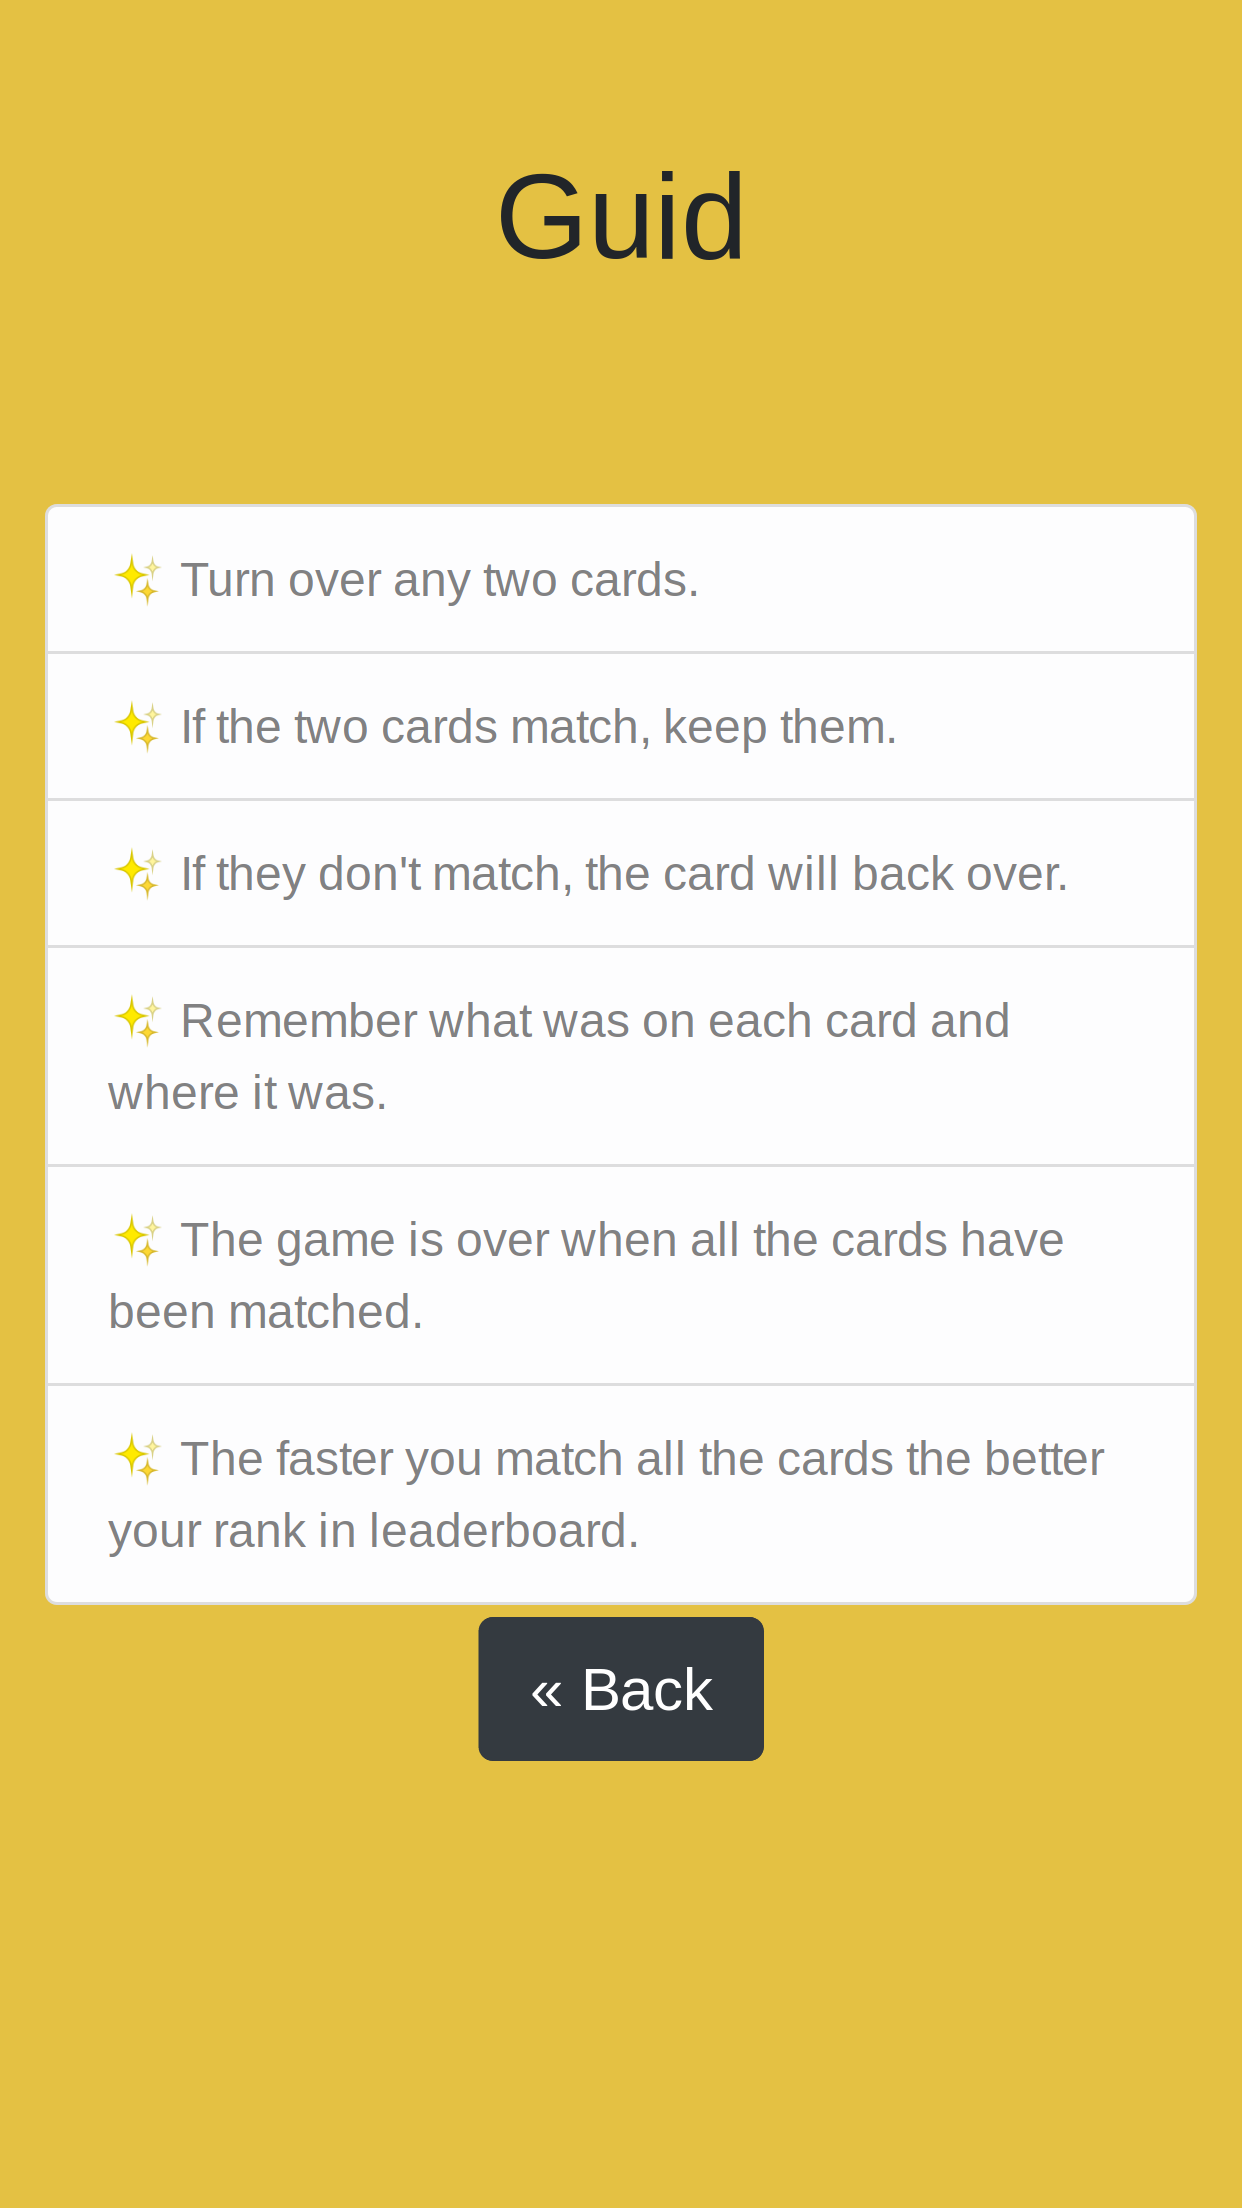 Guid
✨ Turn over any two cards.
✨ If the two cards match, keep them.
✨ If they don't match, the card will back over.
✨ Remember what was on each card and
where it was.
✨ The game is over when all the cards have
been matched.
✨ The faster you match all the cards the better
your rank in leaderboard.
« Back